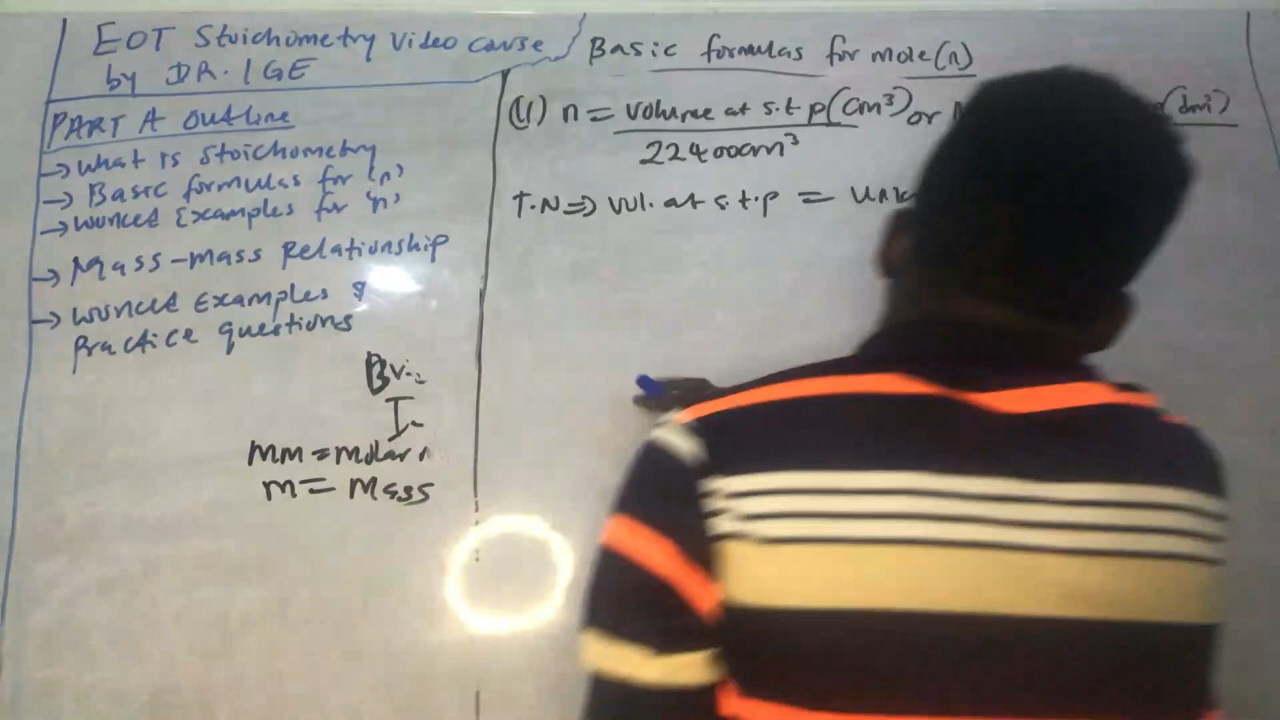 EOT Stoichometry Video Cause
by DR. IGE
PART A Outline
→ What is Stoichometry
→ Basic formulas for 'n'
→ Worked Examples for 'n'
→ Mass-mass Relationship
→ Worked Examples &
Practice questions
MM = Molar
m = Mass
Basic formulas for mole(n)
n = Volume at s.t.p(cm³) or (dm³)
22400cm³
T.N ⇒ Vol. at s.t.p =